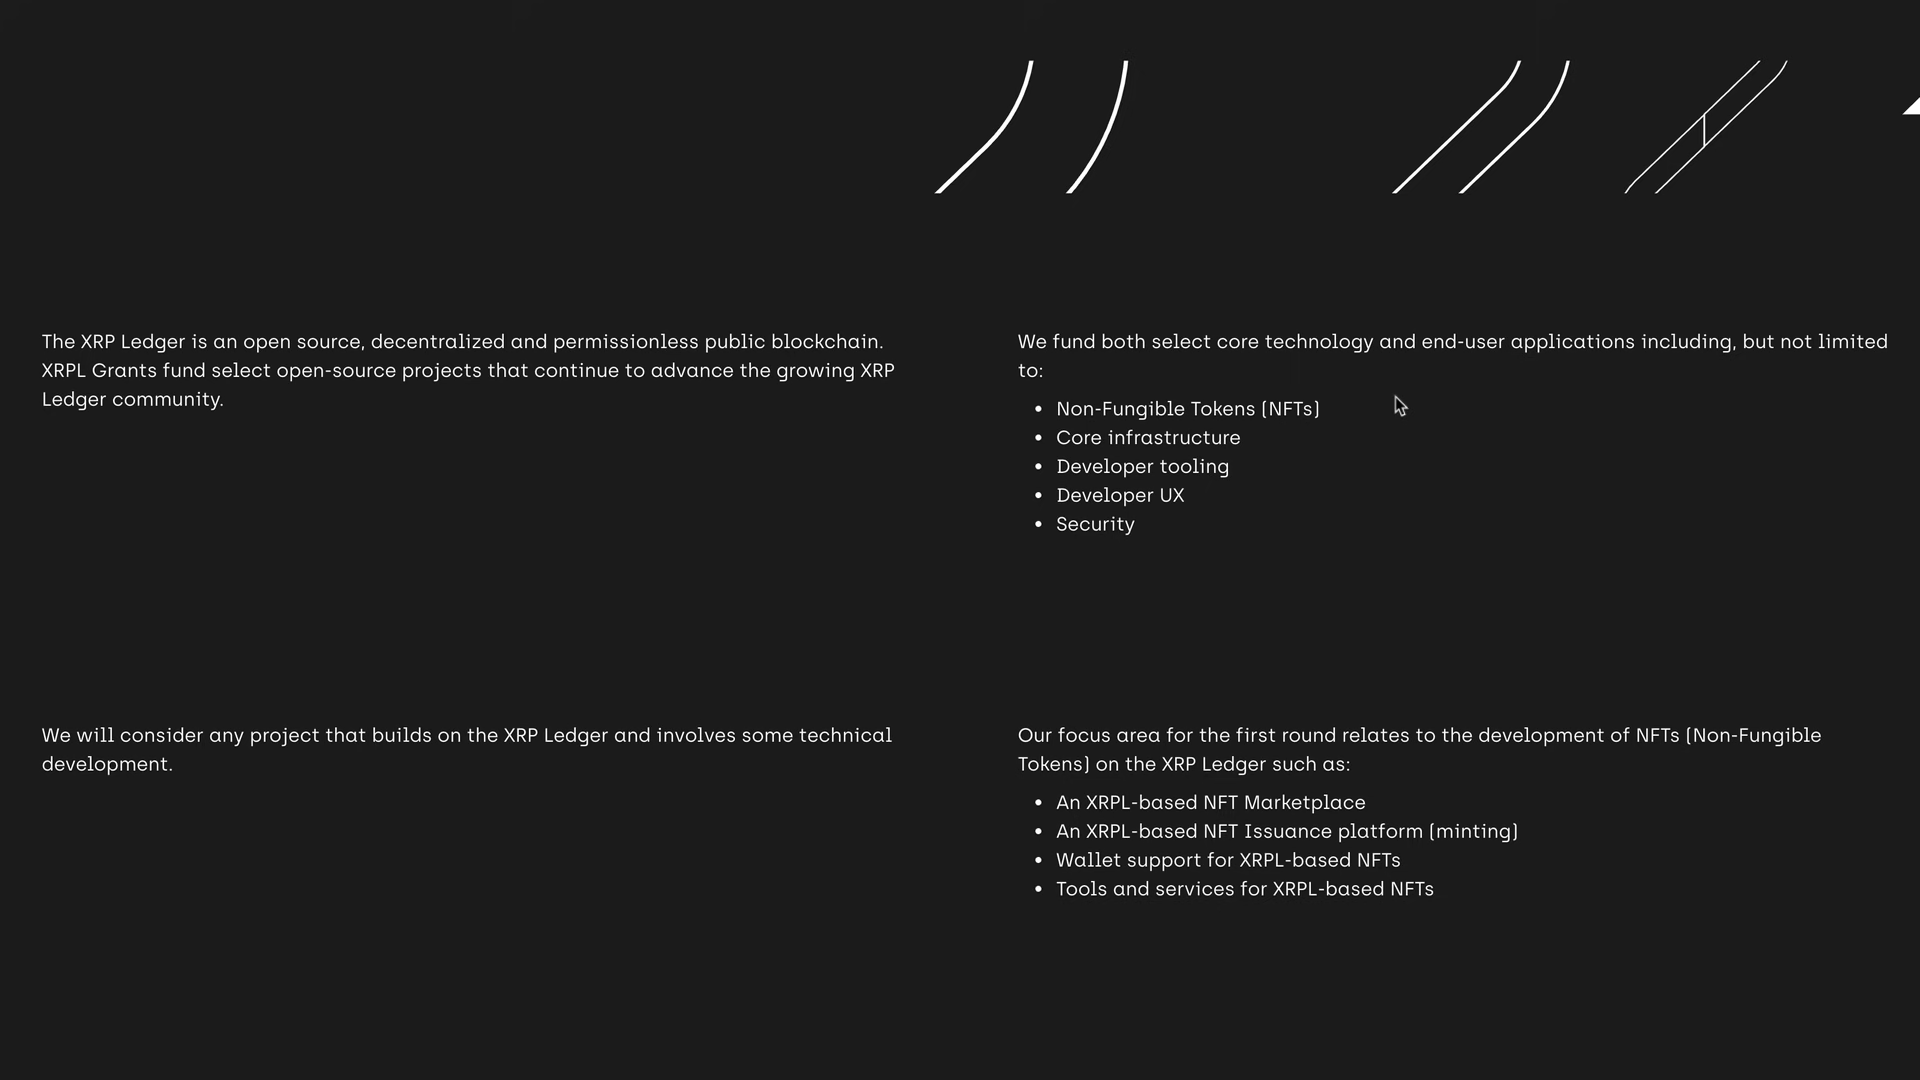 The XRP Ledger is an open source, decentralized and permissionless public blockchain.
XRPL Grants fund select open-source projects that continue to advance the growing XRP
Ledger community.
We fund both select core technology and end-user applications including, but not limited
to:
• Non-Fungible Tokens (NFTs)
• Core infrastructure
• Developer tooling
• Developer UX
• Security
We will consider any project that builds on the XRP Ledger and involves some technical
development.
Our focus area for the first round relates to the development of NFTs (Non-Fungible
Tokens) on the XRP Ledger such as:
• An XRPL-based NFT Marketplace
• An XRPL-based NFT Issuance platform (minting)
• Wallet support for XRPL-based NFTs
• Tools and services for XRPL-based NFTs